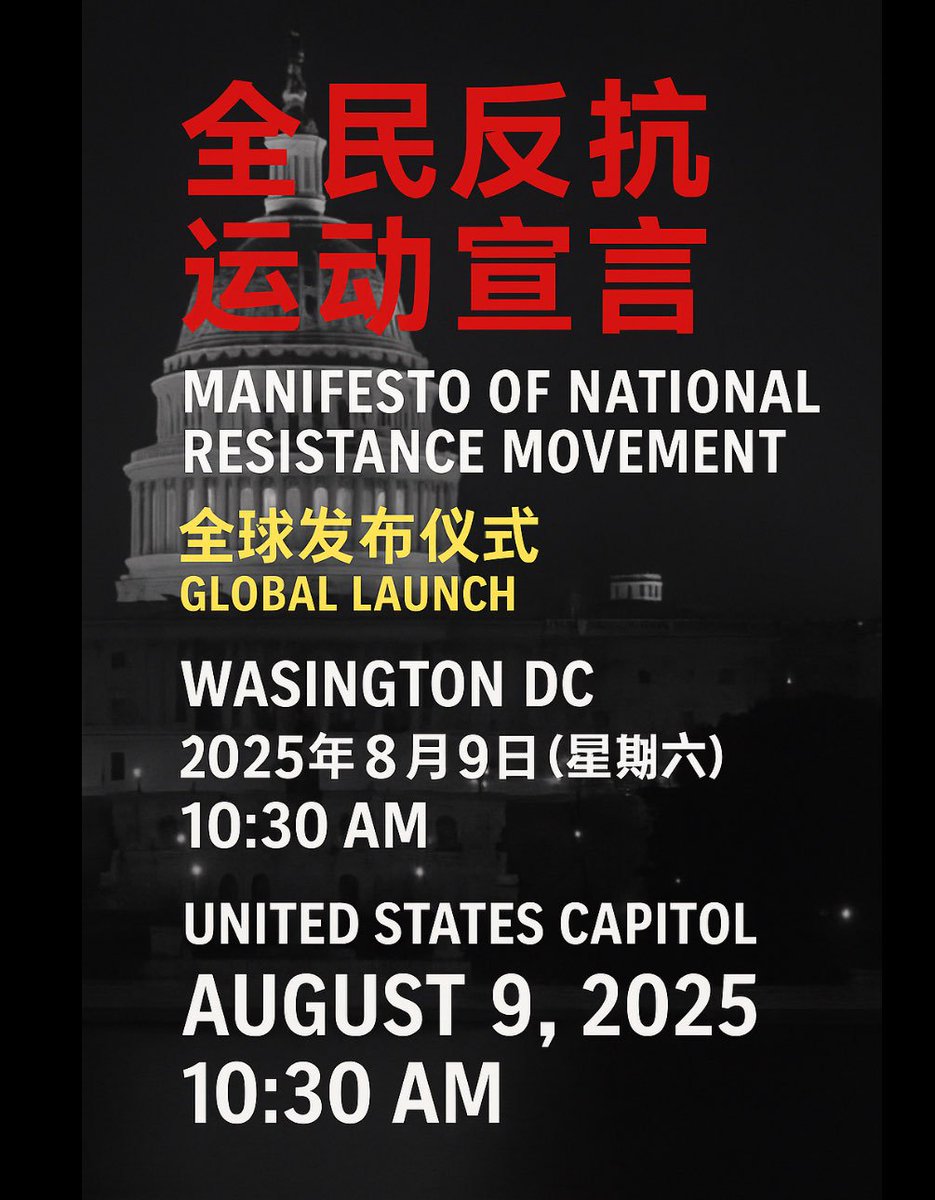 全民反抗
运动宣言
MANIFESTO OF NATIONAL
RESISTANCE MOVEMENT
全球发布仪式
GLOBAL LAUNCH
WASINGTON DC
2025年8月9日(星期六)
10:30 AM
UNITED STATES CAPITOL
AUGUST 9, 2025
10:30 AM